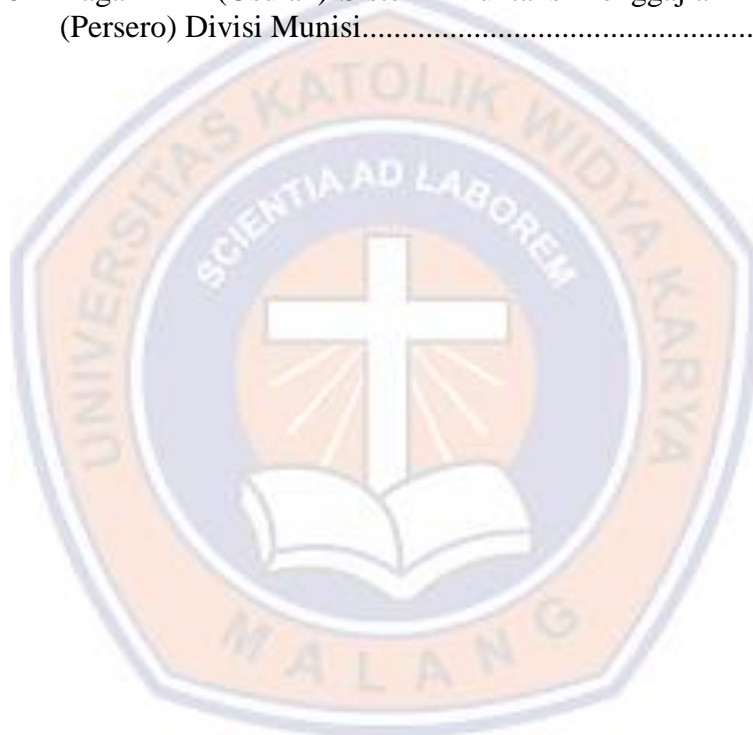 (Persero) Divisi Munisi................................................
UNIVERSITAS KATOLIK WIDYA KARYA
SCIENTIA AD LABOREM
MALANG